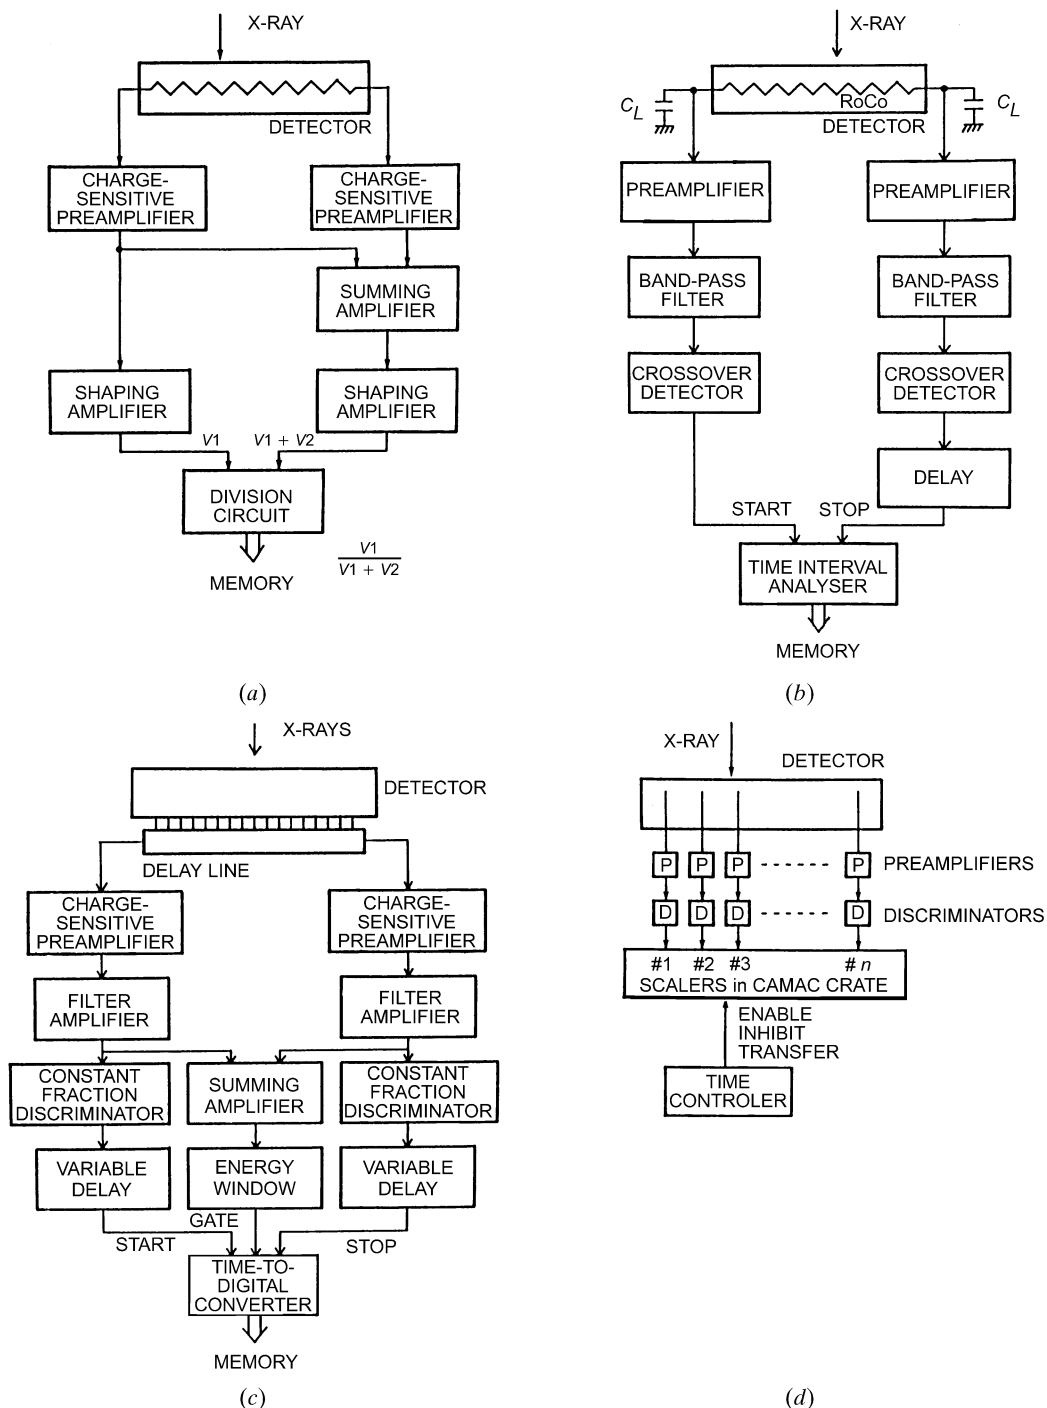 X-RAY
DETECTOR
CHARGE-
SENSITIVE
PREAMPLIFIER
CHARGE-
SENSITIVE
PREAMPLIFIER
SUMMING
AMPLIFIER
SHAPING
AMPLIFIER
SHAPING
AMPLIFIER
V1
V1 + V2
DIVISION
CIRCUIT
V1
V1 + V2
MEMORY
(a)
X-RAY
C_L
RoCo
C_L
DETECTOR
PREAMPLIFIER
PREAMPLIFIER
BAND-PASS
FILTER
BAND-PASS
FILTER
CROSSOVER
DETECTOR
CROSSOVER
DETECTOR
DELAY
START
STOP
TIME INTERVAL
ANALYSER
MEMORY
(b)
X-RAYS
DETECTOR
DELAY LINE
CHARGE-
SENSITIVE
PREAMPLIFIER
CHARGE-
SENSITIVE
PREAMPLIFIER
FILTER
AMPLIFIER
FILTER
AMPLIFIER
CONSTANT
FRACTION
DISCRIMINATOR
SUMMING
AMPLIFIER
CONSTANT
FRACTION
DISCRIMINATOR
VARIABLE
DELAY
ENERGY
WINDOW
VARIABLE
DELAY
GATE
START
STOP
TIME-TO-
DIGITAL
CONVERTER
MEMORY
(c)
X-RAY
DETECTOR
P P P ------ P PREAMPLIFIERS
D D D ------ D DISCRIMINATORS
#1 #2 #3 # n
SCALERS in CAMAC CRATE
ENABLE
INHIBIT
TRANSFER
TIME
CONTROLER
(d)